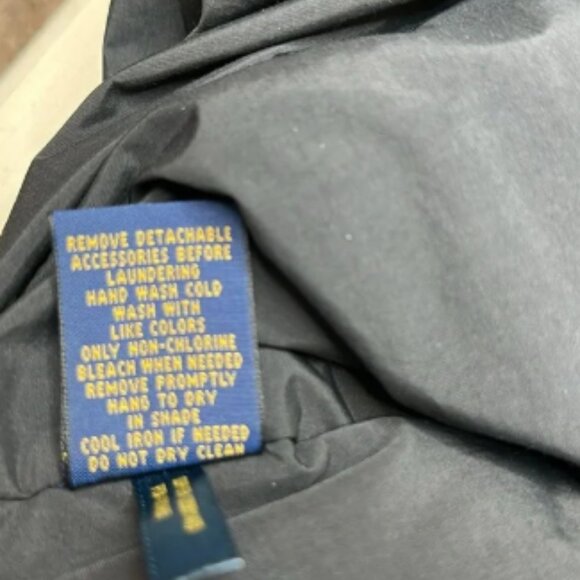 REMOVE DETACHABLE
ACCESSORIES BEFORE
LAUNDERING
HAND WASH COLD
WASH WITH
LIKE COLORS
ONLY NON-CHLORINE
BLEACH WHEN NEEDED
REMOVE PROMPTLY
HANG TO DRY
IN SHADE
COOL IRON IF NEEDED
DO NOT DRY CLEAN